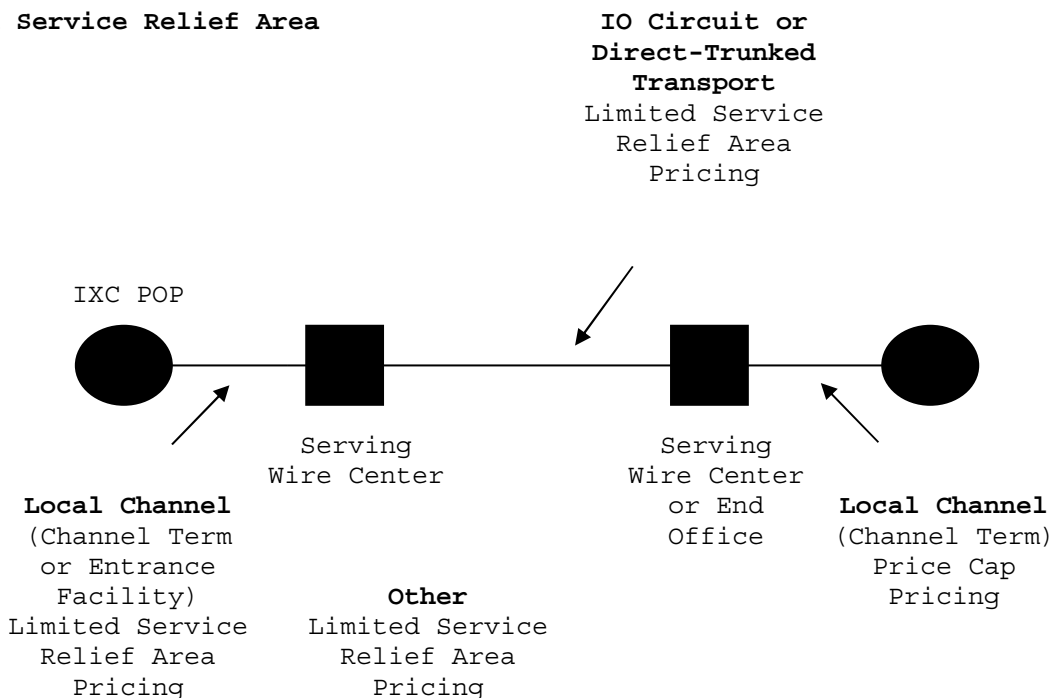 Service Relief Area
IO Circuit or
Direct-Trunked
Transport
Limited Service
Relief Area
Pricing
IXC POP
Serving
Wire Center
Serving
Wire Center
or End
Office
Local Channel
(Channel Term
or Entrance
Facility)
Limited Service
Relief Area
Pricing
Other
Limited Service
Relief Area
Pricing
Local Channel
(Channel Term)
Price Cap
Pricing